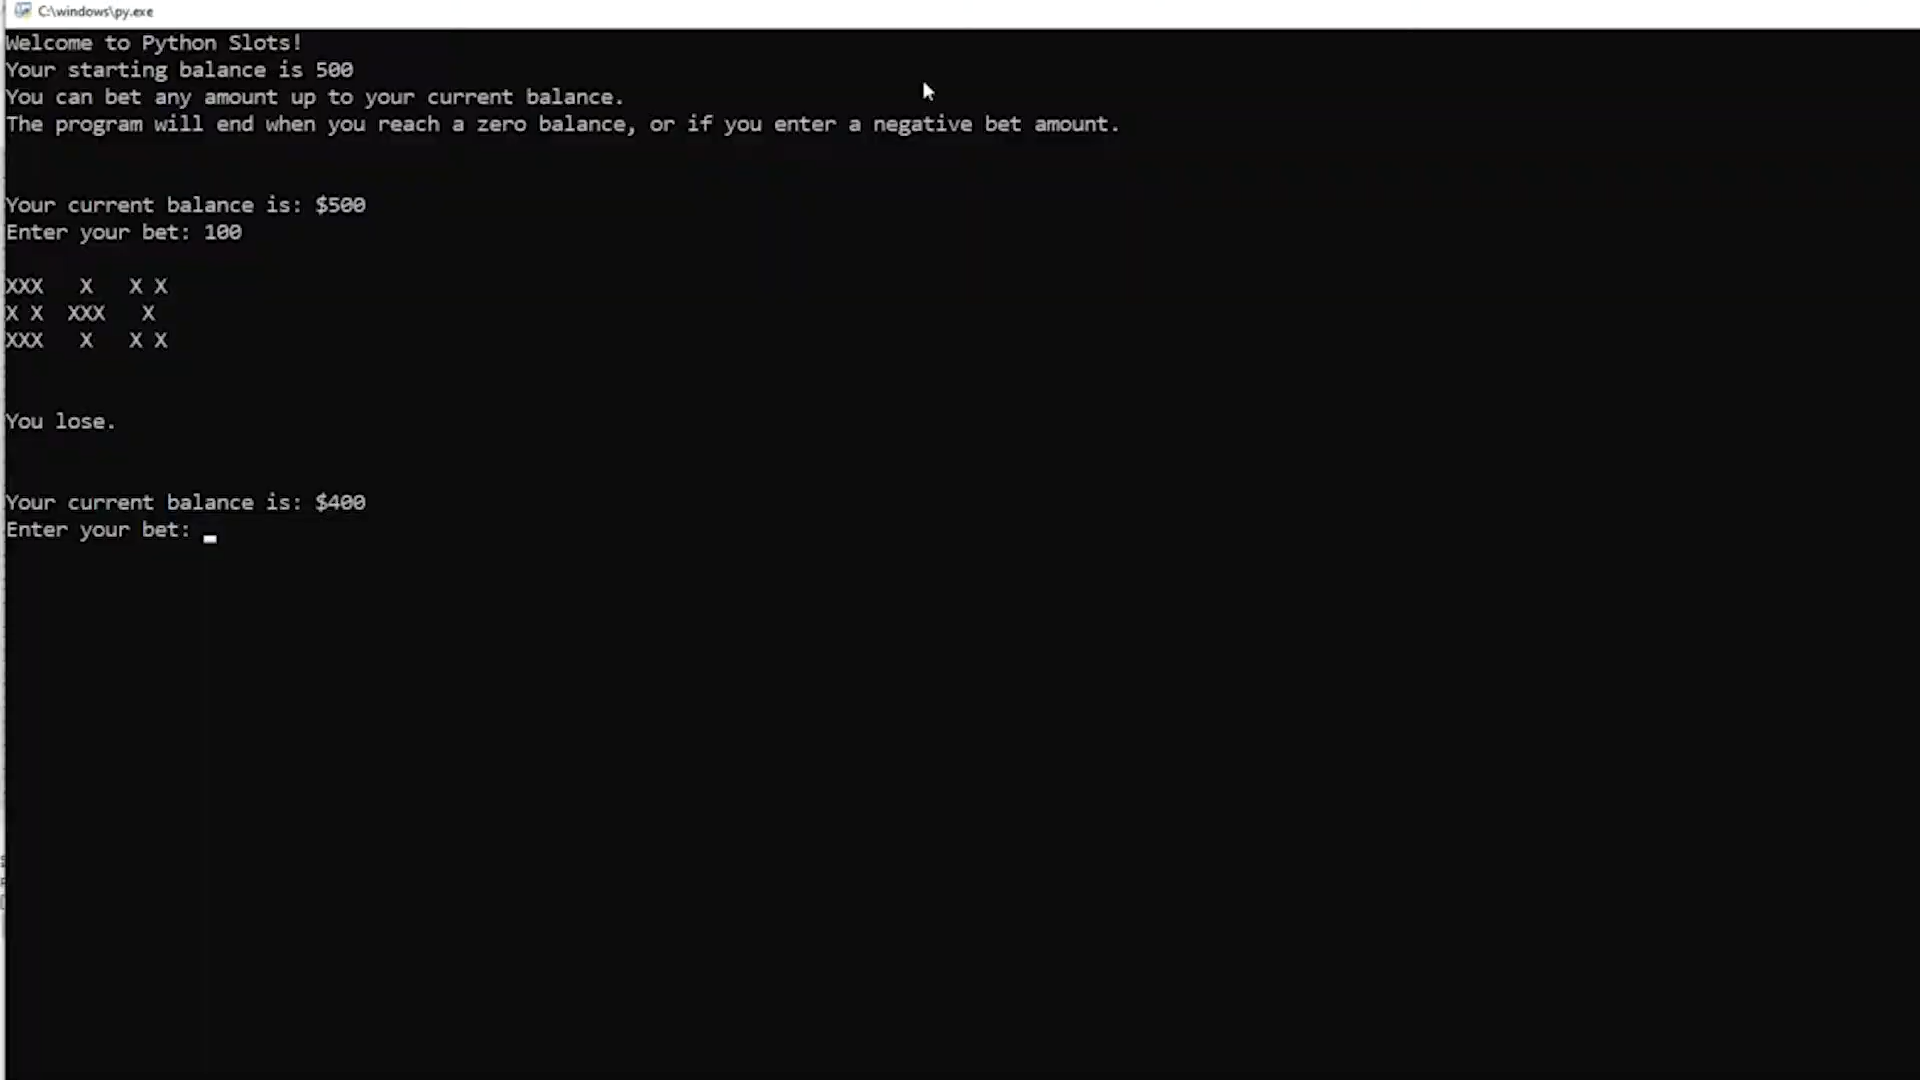 C:\windows\py.exe
Welcome to Python Slots!
Your starting balance is 500
You can bet any amount up to your current balance.
The program will end when you reach a zero balance, or if you enter a negative bet amount.
Your current balance is: $500
Enter your bet: 100
XXX   X   X X
X X  XXX   X
XXX   X   X X
You lose.
Your current balance is: $400
Enter your bet: